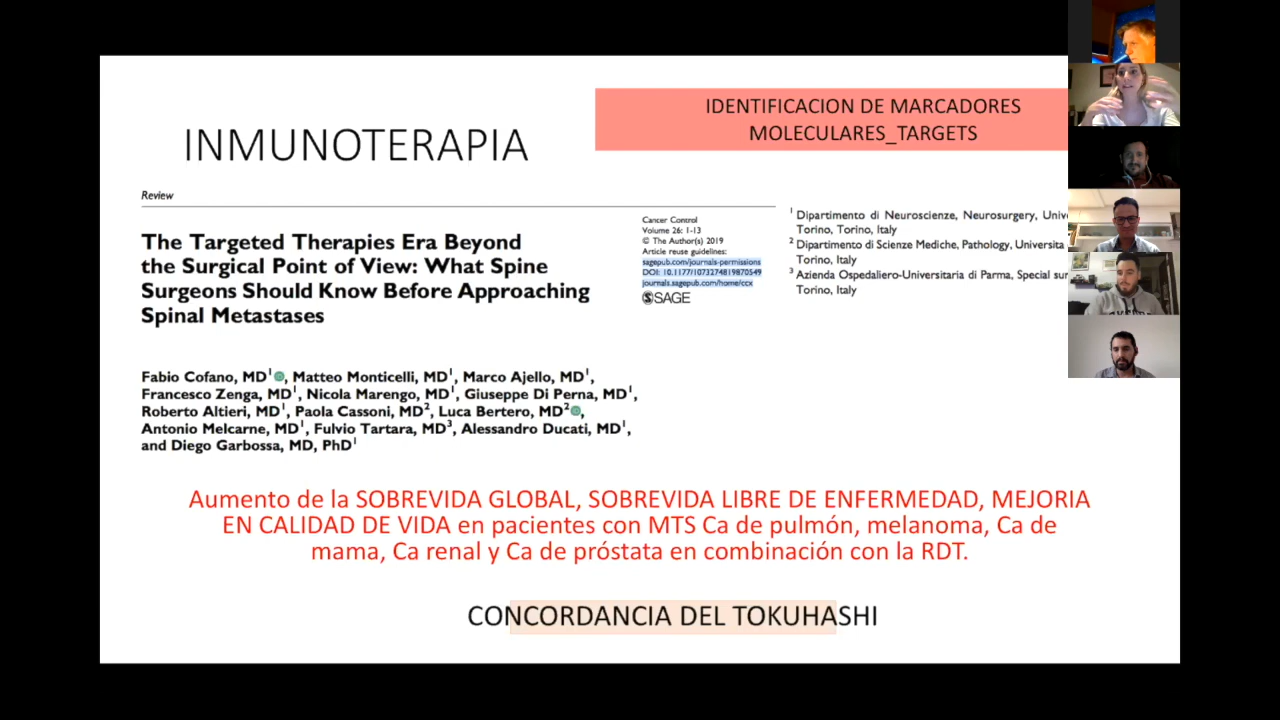 IDENTIFICACION DE MARCADORES
MOLECULARES_TARGETS
INMUNOTERAPIA
Review
The Targeted Therapies Era Beyond
the Surgical Point of View: What Spine
Surgeons Should Know Before Approaching
Spinal Metastases
Cancer Control
Volume 26: 1-13
© The Author(s) 2019
Article reuse guidelines:
sagepub.com/journals-permissions
DOI: 10.1177/1073274819870549
journals.sagepub.com/home/ccx
SAGE
1 Dipartimento di Neuroscienze, Neurosurgery, Unive
Torino, Torino, Italy
2 Dipartimento di Scienze Mediche, Pathology, Universita
Torino, Italy
3 Azienda Ospedaliero-Universitaria di Parma, Special sur
Torino, Italy
Fabio Cofano, MD1, Matteo Monticelli, MD1, Marco Ajello, MD1,
Francesco Zenga, MD1, Nicola Marengo, MD1, Giuseppe Di Perna, MD1,
Roberto Altieri, MD1, Paola Cassoni, MD2, Luca Bertero, MD2,
Antonio Melcarne, MD1, Fulvio Tartara, MD3, Alessandro Ducati, MD1,
and Diego Garbossa, MD, PhD1
Aumento de la SOBREVIDA GLOBAL, SOBREVIDA LIBRE DE ENFERMEDAD, MEJORIA
EN CALIDAD DE VIDA en pacientes con MTS Ca de pulmón, melanoma, Ca de
mama, Ca renal y Ca de próstata en combinación con la RDT.
CONCORDANCIA DEL TOKUHASHI